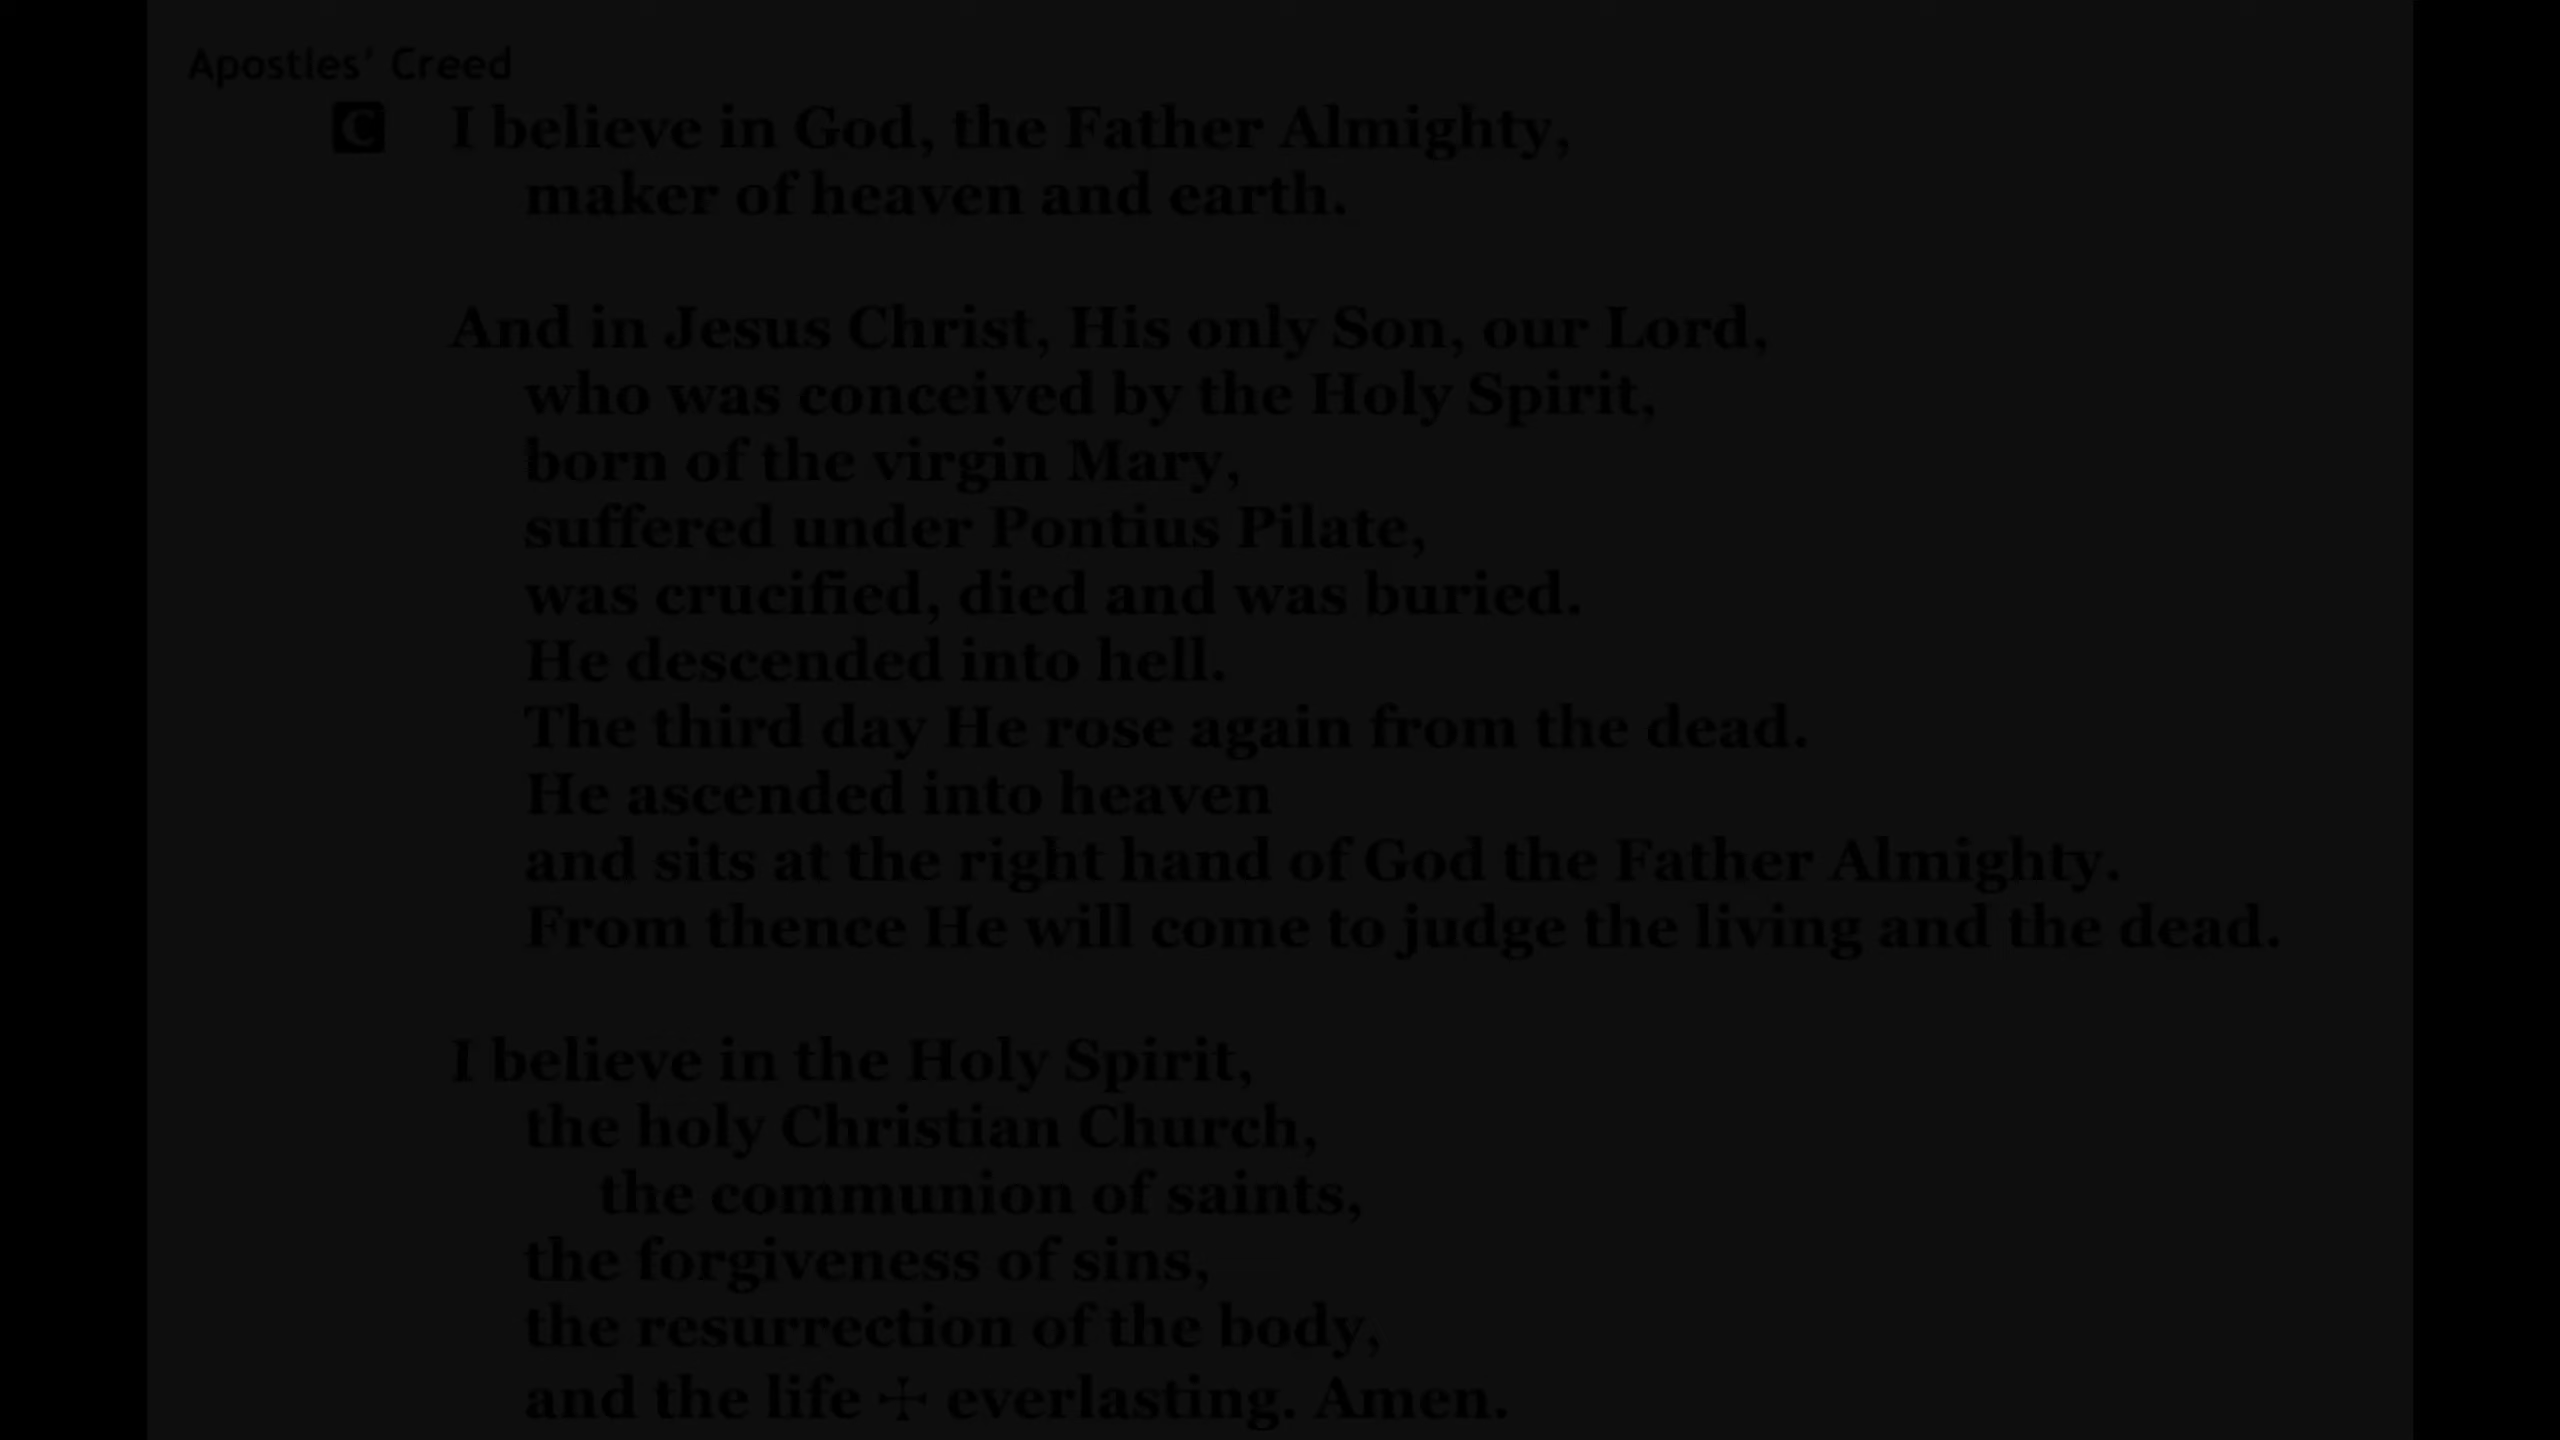 Apostles' Creed
C I believe in God, the Father Almighty,
maker of heaven and earth.
And in Jesus Christ, His only Son, our Lord,
who was conceived by the Holy Spirit,
born of the virgin Mary,
suffered under Pontius Pilate,
was crucified, died and was buried.
He descended into hell.
The third day He rose again from the dead.
He ascended into heaven
and sits at the right hand of God the Father Almighty.
From thence He will come to judge the living and the dead.
I believe in the Holy Spirit,
the holy Christian Church,
the communion of saints,
the forgiveness of sins,
the resurrection of the body,
and the life ☩ everlasting. Amen.